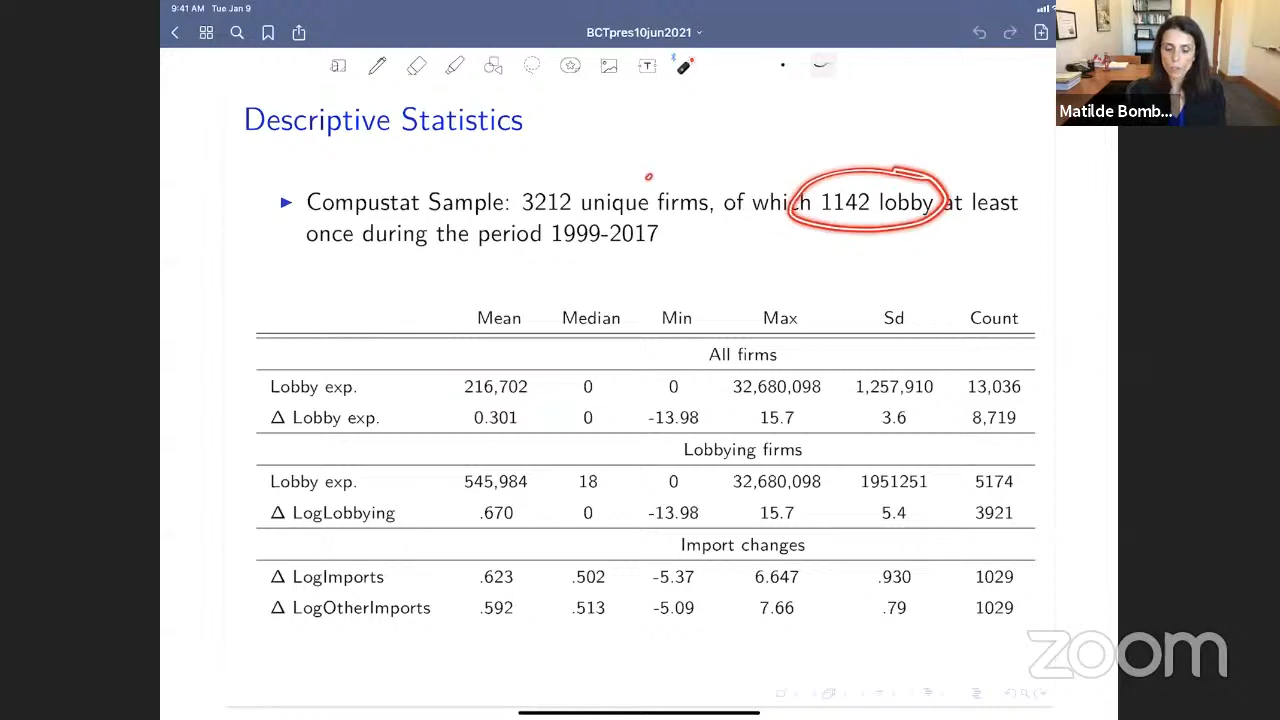 9:41 AM Tue Jan 9
BCTpres10jun2021
T
Matilde Bomb...
Descriptive Statistics
Compustat Sample: 3212 unique firms, of which 1142 lobby at least
once during the period 1999-2017
Mean Median Min Max Sd Count
All firms
Lobby exp. 216,702 0 0 32,680,098 1,257,910 13,036
Δ Lobby exp. 0.301 0 -13.98 15.7 3.6 8,719
Lobbying firms
Lobby exp. 545,984 18 0 32,680,098 1951251 5174
Δ LogLobbying .670 0 -13.98 15.7 5.4 3921
Import changes
Δ LogImports .623 .502 -5.37 6.647 .930 1029
Δ LogOtherImports .592 .513 -5.09 7.66 .79 1029
zoom